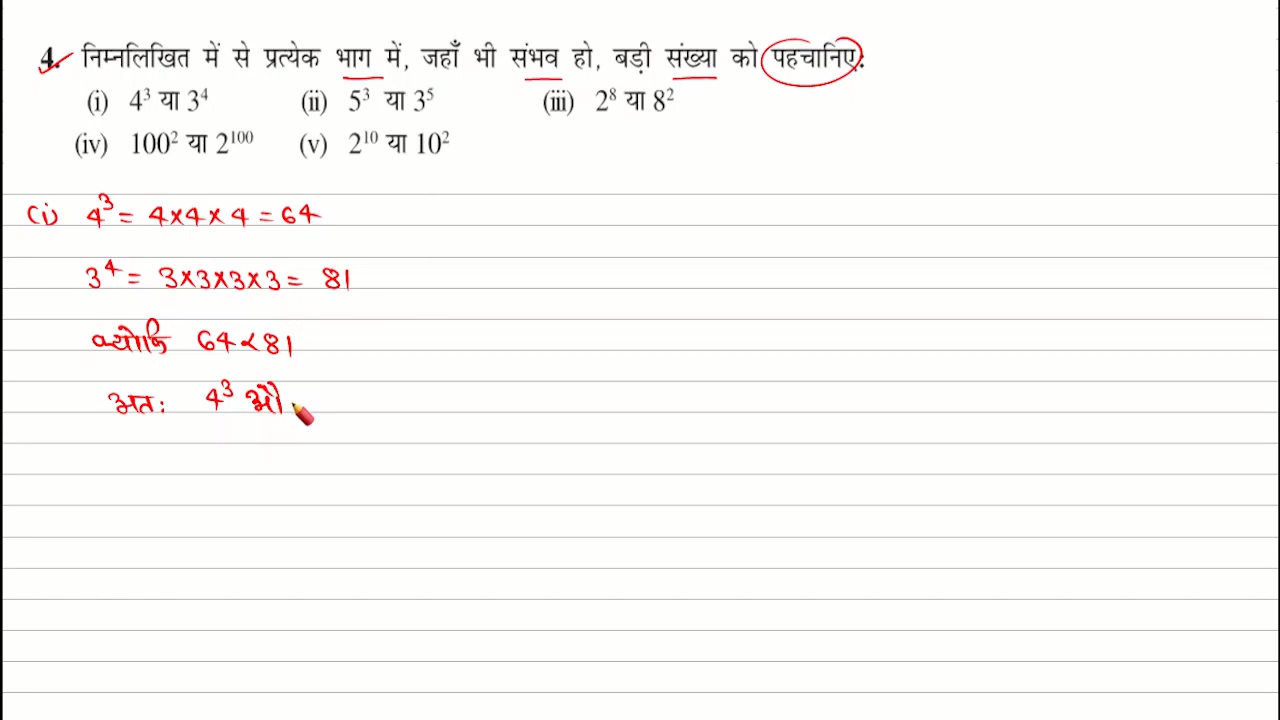 4. निम्नलिखित में से प्रत्येक भाग में, जहाँ भी संभव हो, बड़ी संख्या को पहचानिए:
(i) 4³ या 3⁴ (ii) 5³ या 3⁵ (iii) 2⁸ या 8²
(iv) 100² या 2¹⁰⁰ (v) 2¹⁰ या 10²
(i) 4³ = 4×4×4 = 64
3⁴ = 3×3×3×3 = 81
क्योकि 64<81
अतः 4³ औ